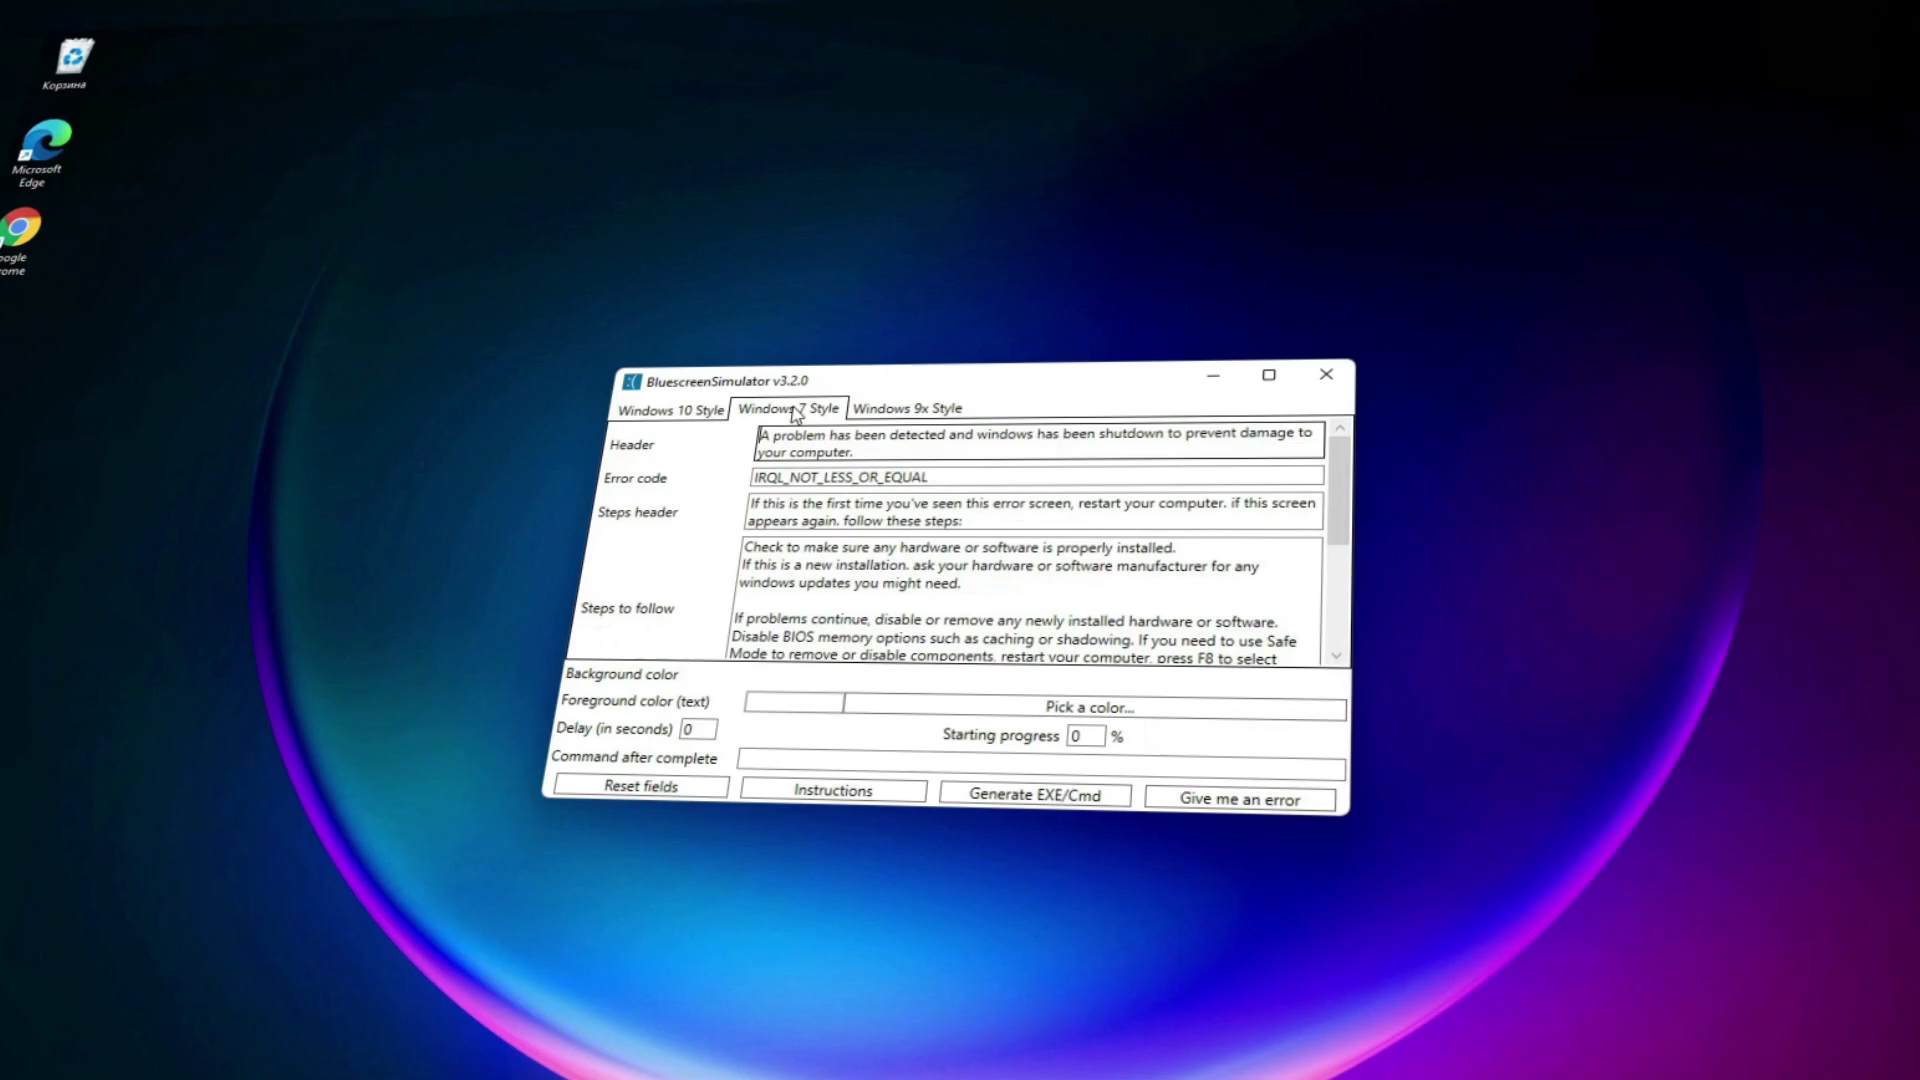 Корзина
Microsoft
Edge
ogle
ome
BluescreenSimulator v3.2.0
Windows 10 Style
Windows 7 Style
Windows 9x Style
Header
A problem has been detected and windows has been shutdown to prevent damage to
your computer.
Error code
IRQL_NOT_LESS_OR_EQUAL
Steps header
If this is the first time you've seen this error screen, restart your computer. if this screen
appears again. follow these steps:
Steps to follow
Check to make sure any hardware or software is properly installed.
If this is a new installation. ask your hardware or software manufacturer for any
windows updates you might need.
If problems continue, disable or remove any newly installed hardware or software.
Disable BIOS memory options such as caching or shadowing. If you need to use Safe
Mode to remove or disable components, restart your computer, press F8 to select
Background color
Foreground color (text)
Pick a color...
Delay (in seconds) 0
Starting progress 0 %
Command after complete
Reset fields
Instructions
Generate EXE/Cmd
Give me an error